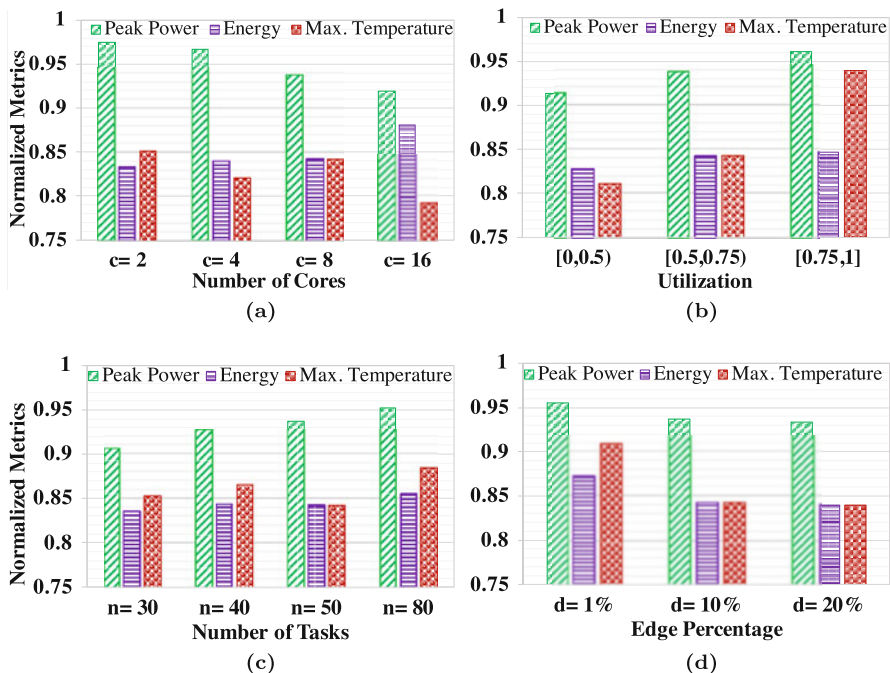 1
Peak Power Energy Max. Temperature
0.95
0.9
0.85
0.8
0.75
Normalized Metrics
c= 2 c= 4 c= 8 c= 16
Number of Cores
(a)
1
Peak Power Energy Max. Temperature
0.95
0.9
0.85
0.8
0.75
[0,0.5) [0.5,0.75) [0.75,1]
Utilization
(b)
1
Peak Power Energy Max. Temperature
0.95
0.9
0.85
0.8
0.75
Normalized Metrics
n= 30 n= 40 n= 50 n= 80
Number of Tasks
(c)
1
Peak Power Energy Max. Temperature
0.95
0.9
0.85
0.8
0.75
d= 1% d= 10% d= 20%
Edge Percentage
(d)